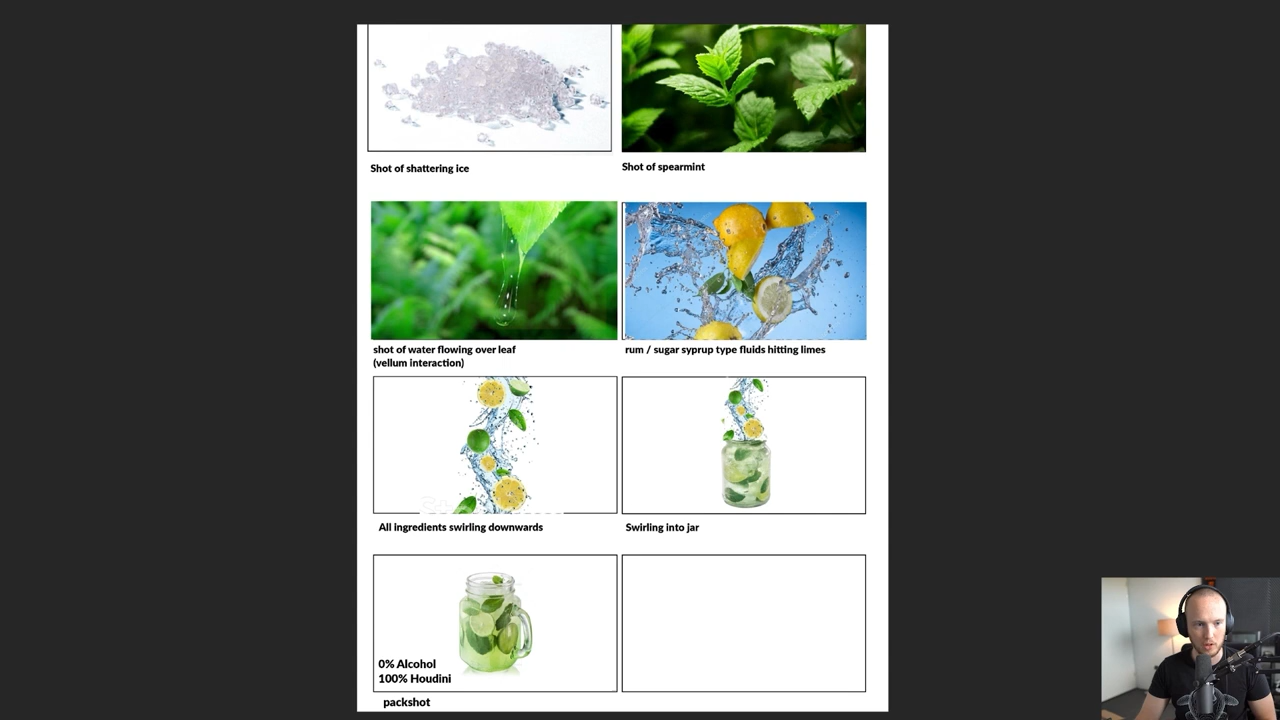 Shot of shattering ice
Shot of spearmint
shot of water flowing over leaf
(vellum interaction)
rum / sugar syprup type fluids hitting limes
All ingredients swirling downwards
Swirling into jar
0% Alcohol
100% Houdini
packshot